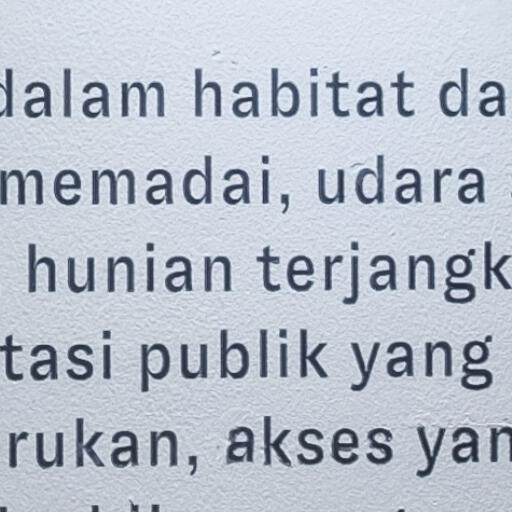 dalam habitat da
memadai, udara
hunian terjangk
tasi publik yang
rukan, akses yan